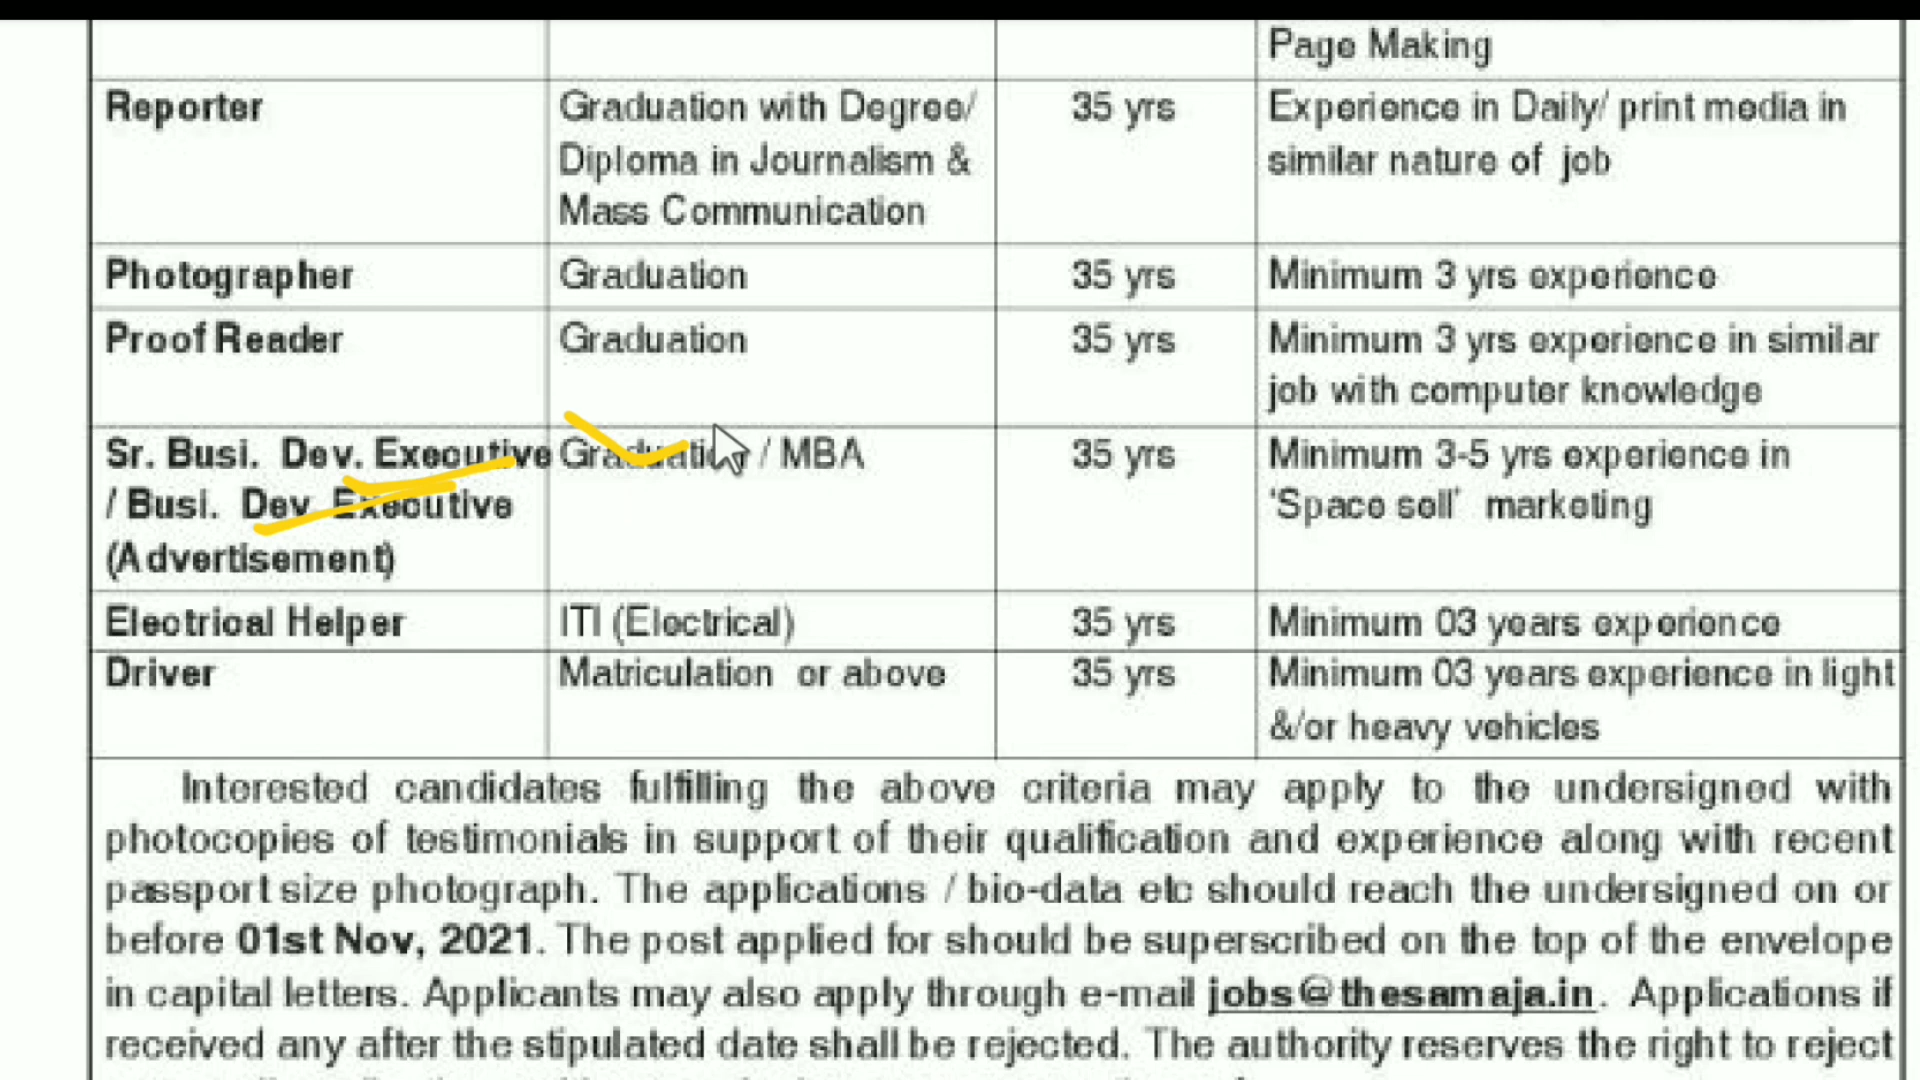 Page Making
Reporter
Graduation with Degree/
Diploma in Journalism &
Mass Communication
35 yrs
Experience in Daily/ print media in
similar nature of job
Photographer
Graduation
35 yrs
Minimum 3 yrs experience
Proof Reader
Graduation
35 yrs
Minimum 3 yrs experience in similar
job with computer knowledge
Sr. Busi. Dev. Executive
/ Busi. Dev. Executive
(Advertisement)
Graduation / MBA
35 yrs
Minimum 3-5 yrs experience in
‘Space sell’ marketing
Electrical Helper
ITI (Electrical)
35 yrs
Minimum 03 years experience
Driver
Matriculation or above
35 yrs
Minimum 03 years experience in light
&/or heavy vehicles
Interested candidates fulfilling the above criteria may apply to the undersigned with
photocopies of testimonials in support of their qualification and experience along with recent
passport size photograph. The applications / bio-data etc should reach the undersigned on or
before 01st Nov, 2021. The post applied for should be superscribed on the top of the envelope
in capital letters. Applicants may also apply through e-mail jobs@thesamaja.in. Applications if
received any after the stipulated date shall be rejected. The authority reserves the right to reject